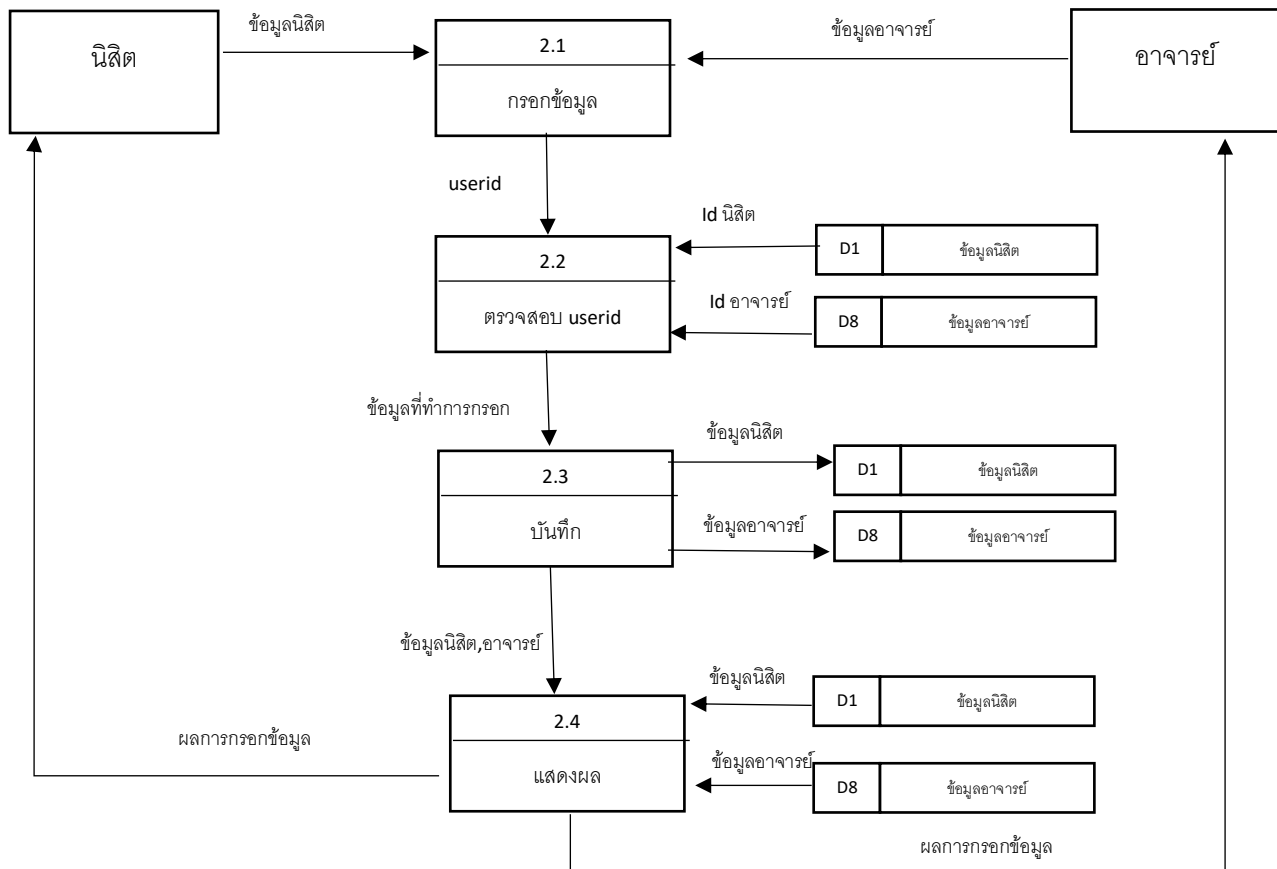 ข้อมูลนิสิต
ข้อมูลอาจารย์
นิสิต
2.1
กรอกข้อมูล
อาจารย์
userid
Id นิสิต
2.2
ตรวจสอบ userid
D1
ข้อมูลนิสิต
Id อาจารย์
D8
ข้อมูลอาจารย์
ข้อมูลที่ทำการกรอก
ข้อมูลนิสิต
2.3
บันทึก
D1
ข้อมูลนิสิต
ข้อมูลอาจารย์
D8
ข้อมูลอาจารย์
ข้อมูลนิสิต,อาจารย์
ข้อมูลนิสิต
2.4
แสดงผล
D1
ข้อมูลนิสิต
ผลการกรอกข้อมูล
ข้อมูลอาจารย์
D8
ข้อมูลอาจารย์
ผลการกรอกข้อมูล